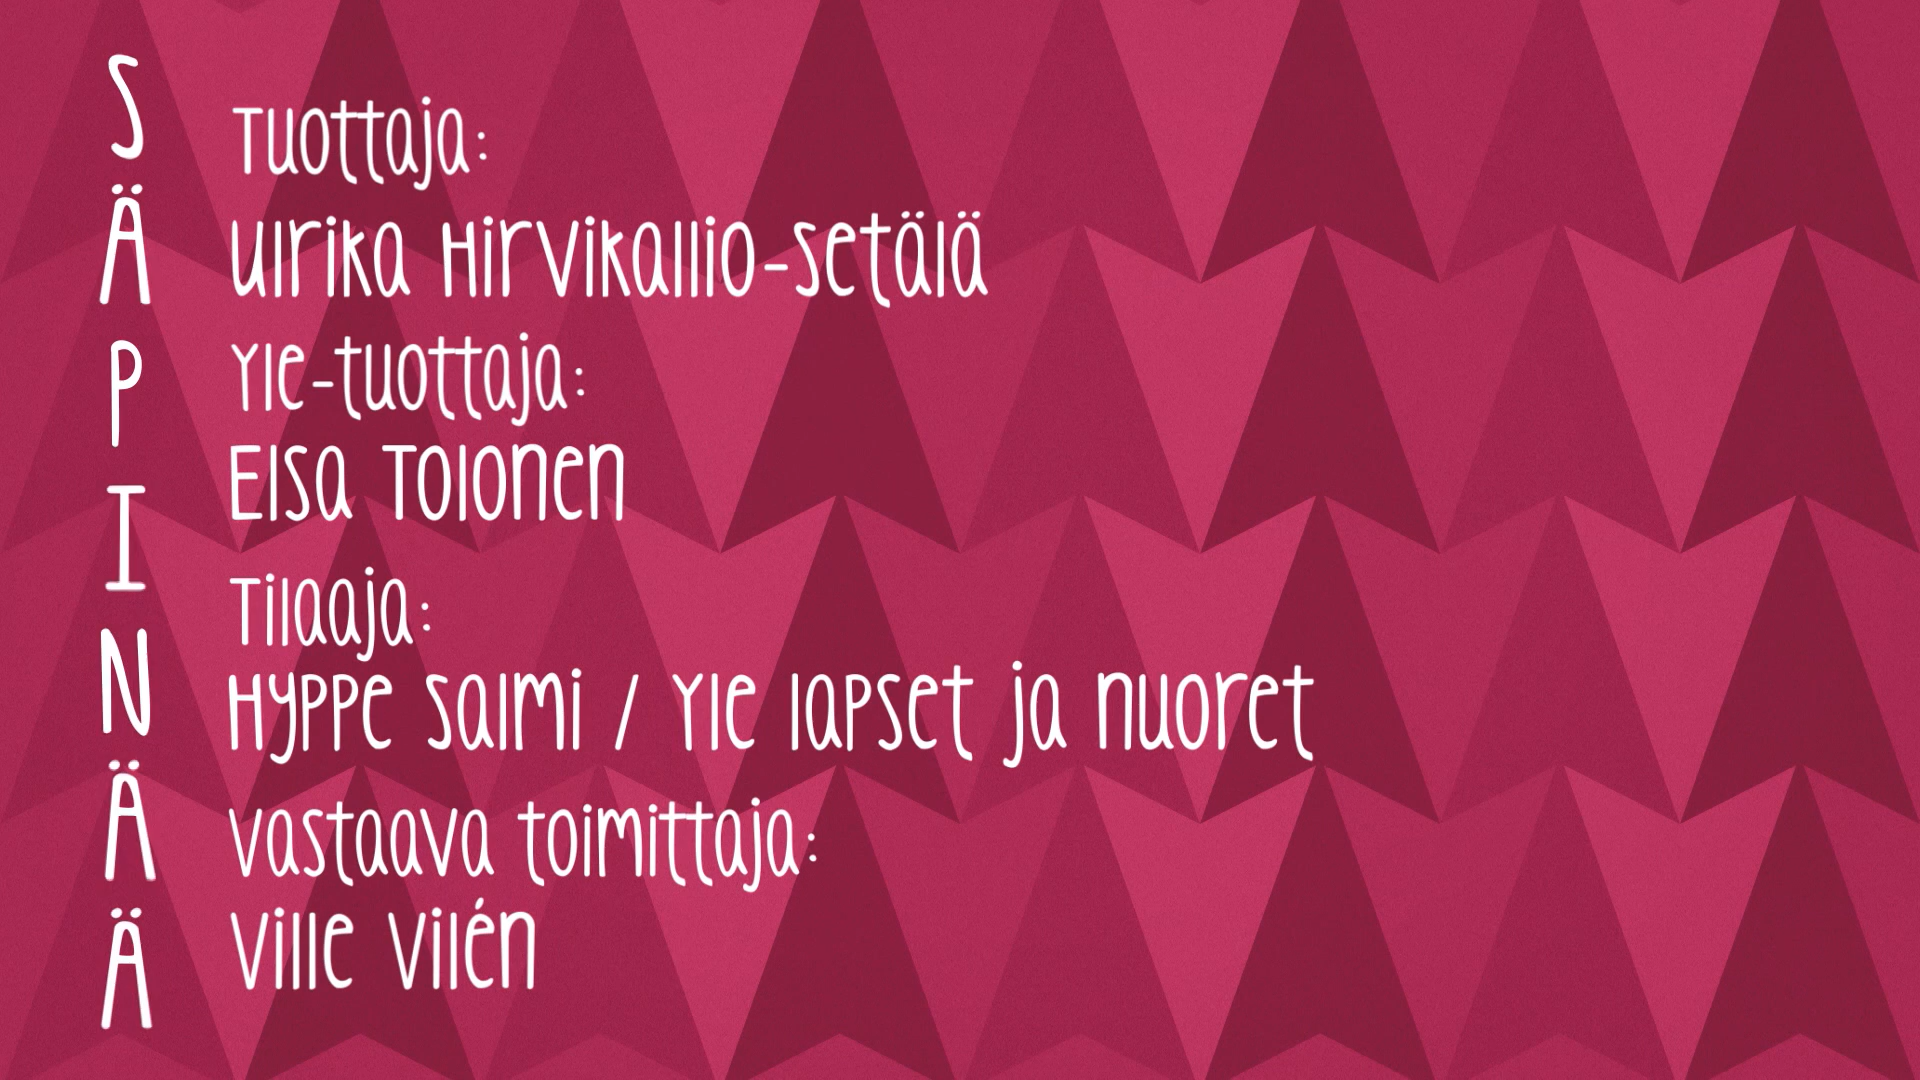 SÄPINÄÄ
Tuottaja:
Ulrika Hirvikallio-Setälä
Yle-tuottaja:
Elsa Tolonen
Tilaaja:
Hyppe Salmi / Yle lapset ja nuoret
Vastaava toimittaja:
Ville Vilén